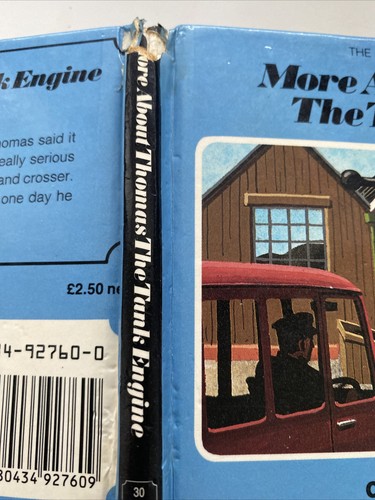 k Engine
homas said it
eally serious
and crosser.
one day he
£2.50 ne
4-92760-0
80434 927609
ore About Thomas The Tank Engine
30
THE
More A
The T